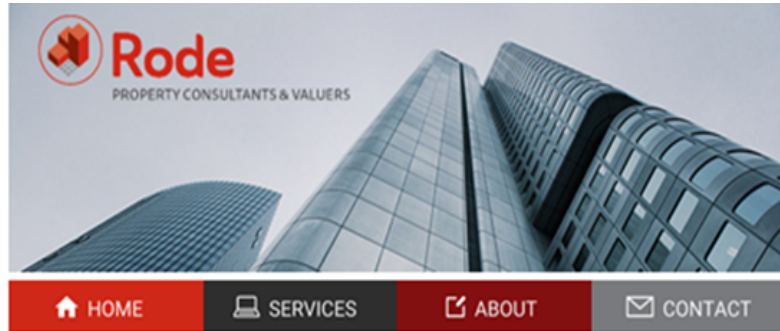 Rode
PROPERTY CONSULTANTS & VALUERS
HOME
SERVICES
ABOUT
CONTACT